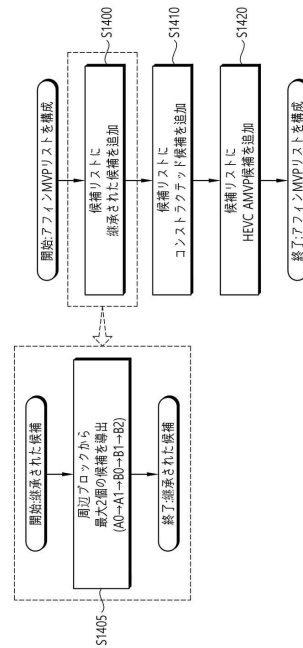 開始:アフィンMVPリストを構成
S1400
候補リストに
継承された候補を追加
S1410
候補リストに
コンストラクテッド候補を追加
S1420
候補リストに
HEVC AMVP候補を追加
終了:アフィンMVPリストを構成
開始:継承された候補
S1405
周辺ブロックから
最大2個の候補を導出
(A0→A1→B0→B1→B2)
終了:継承された候補